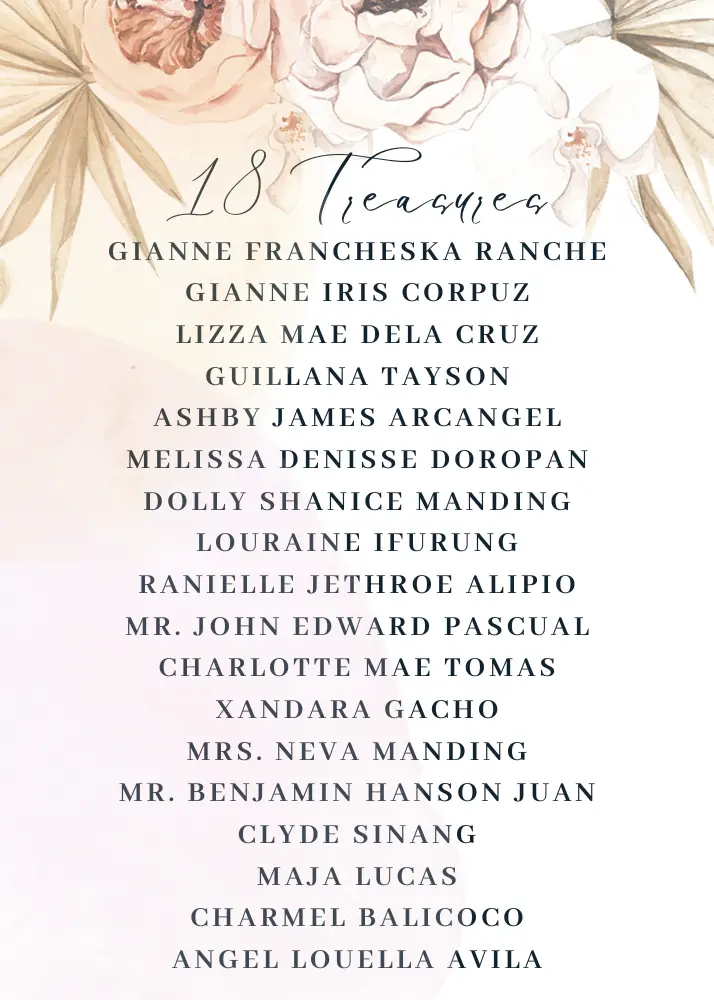 18 Treasures
GIANNE FRANCHESKA RANCHE
GIANNE IRIS CORPUZ
LIZZA MAE DELA CRUZ
GUILLANA TAYSON
ASHBY JAMES ARCANGEL
MELISSA DENISSE DOROPAN
DOLLY SHANICE MANDING
LOURAINE IFURUNG
RANIELLE JETHROE ALIPIO
MR. JOHN EDWARD PASCUAL
CHARLOTTE MAE TOMAS
XANDARA GACHO
MRS. NEVA MANDING
MR. BENJAMIN HANSON JUAN
CLYDE SINANG
MAJA LUCAS
CHARMEL BALICOCO
ANGEL LOUELLA AVILA